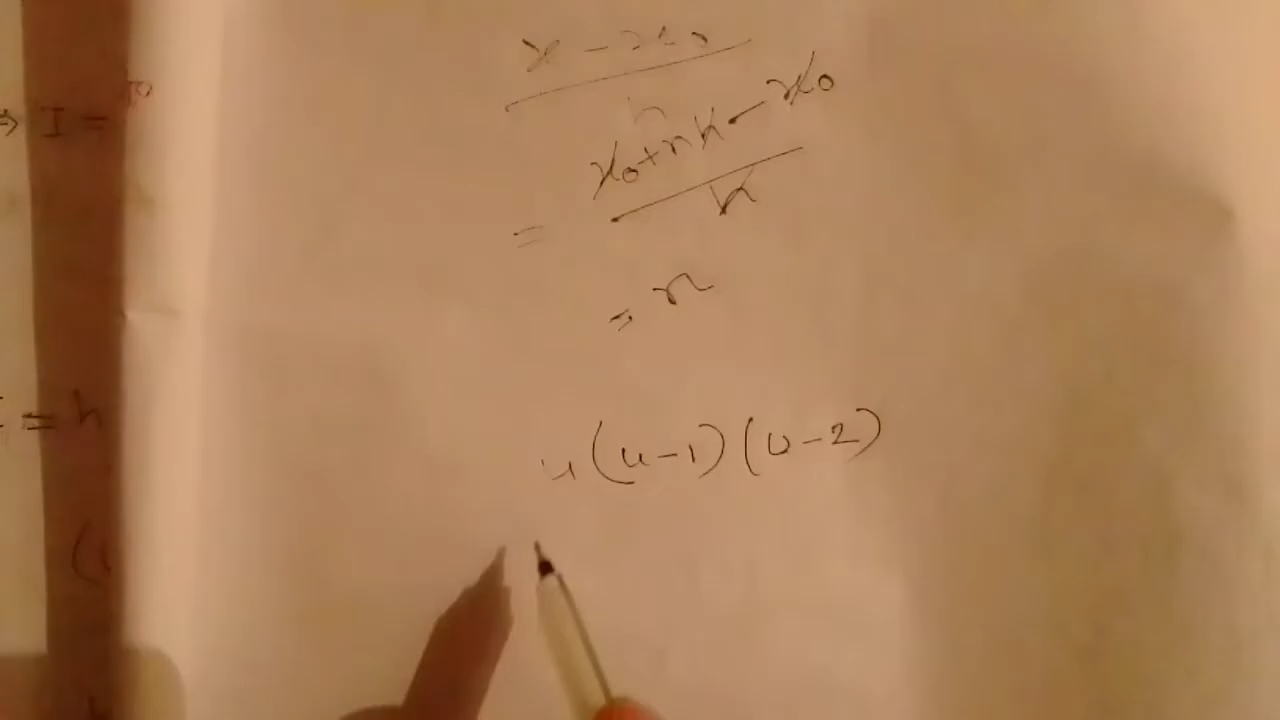 x - x₀
h
x₀+nh - x₀
= h
= n
u(u-1)(u-2)
⇒ I =
= h
(